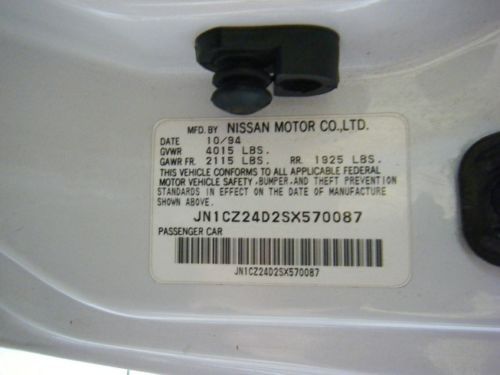 MFD. BY NISSAN MOTOR CO.,LTD.
DATE 10/94
GVWR 4015 LBS.
GAWR FR. 2115 LBS. RR. 1925 LBS.
THIS VEHICLE CONFORMS TO ALL APPLICABLE FEDERAL
MOTOR VEHICLE SAFETY, BUMPER, AND THEFT PREVENTION
STANDARDS IN EFFECT ON THE DATE OF MANUFACTURE
SHOWN ABOVE.
JN1CZ24D2SX570087
PASSENGER CAR
JN1CZ24D2SX570087